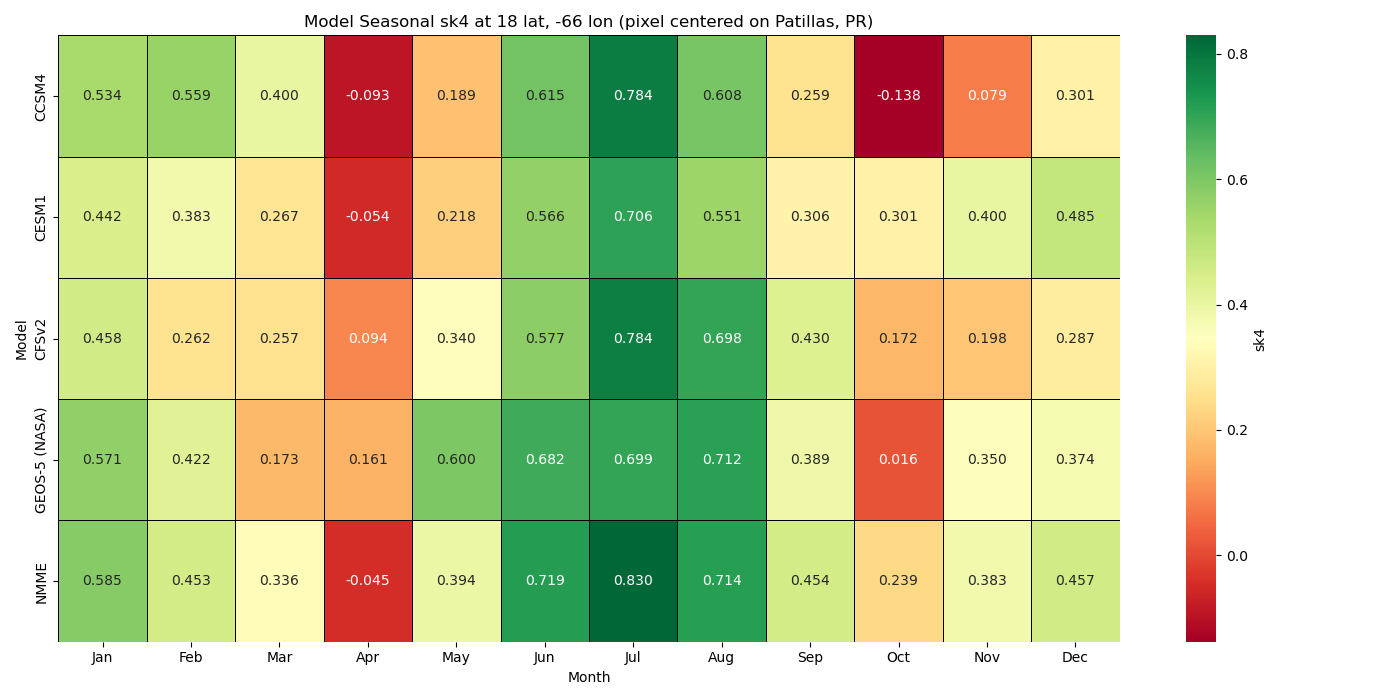 Model Seasonal sk4 at 18 lat, -66 lon (pixel centered on Patillas, PR)
Model
CCSM4
0.534 0.559 0.400 -0.093 0.189 0.615 0.784 0.608 0.259 -0.138 0.079 0.301
CESM1
0.442 0.383 0.267 -0.054 0.218 0.566 0.706 0.551 0.306 0.301 0.400 0.485
CFSv2
0.458 0.262 0.257 0.094 0.340 0.577 0.784 0.698 0.430 0.172 0.198 0.287
GEOS-5 (NASA)
0.571 0.422 0.173 0.161 0.600 0.682 0.699 0.712 0.389 0.016 0.350 0.374
NMME
0.585 0.453 0.336 -0.045 0.394 0.719 0.830 0.714 0.454 0.239 0.383 0.457
Jan Feb Mar Apr May Jun Jul Aug Sep Oct Nov Dec
Month
0.8
0.6
0.4
0.2
0.0
sk4